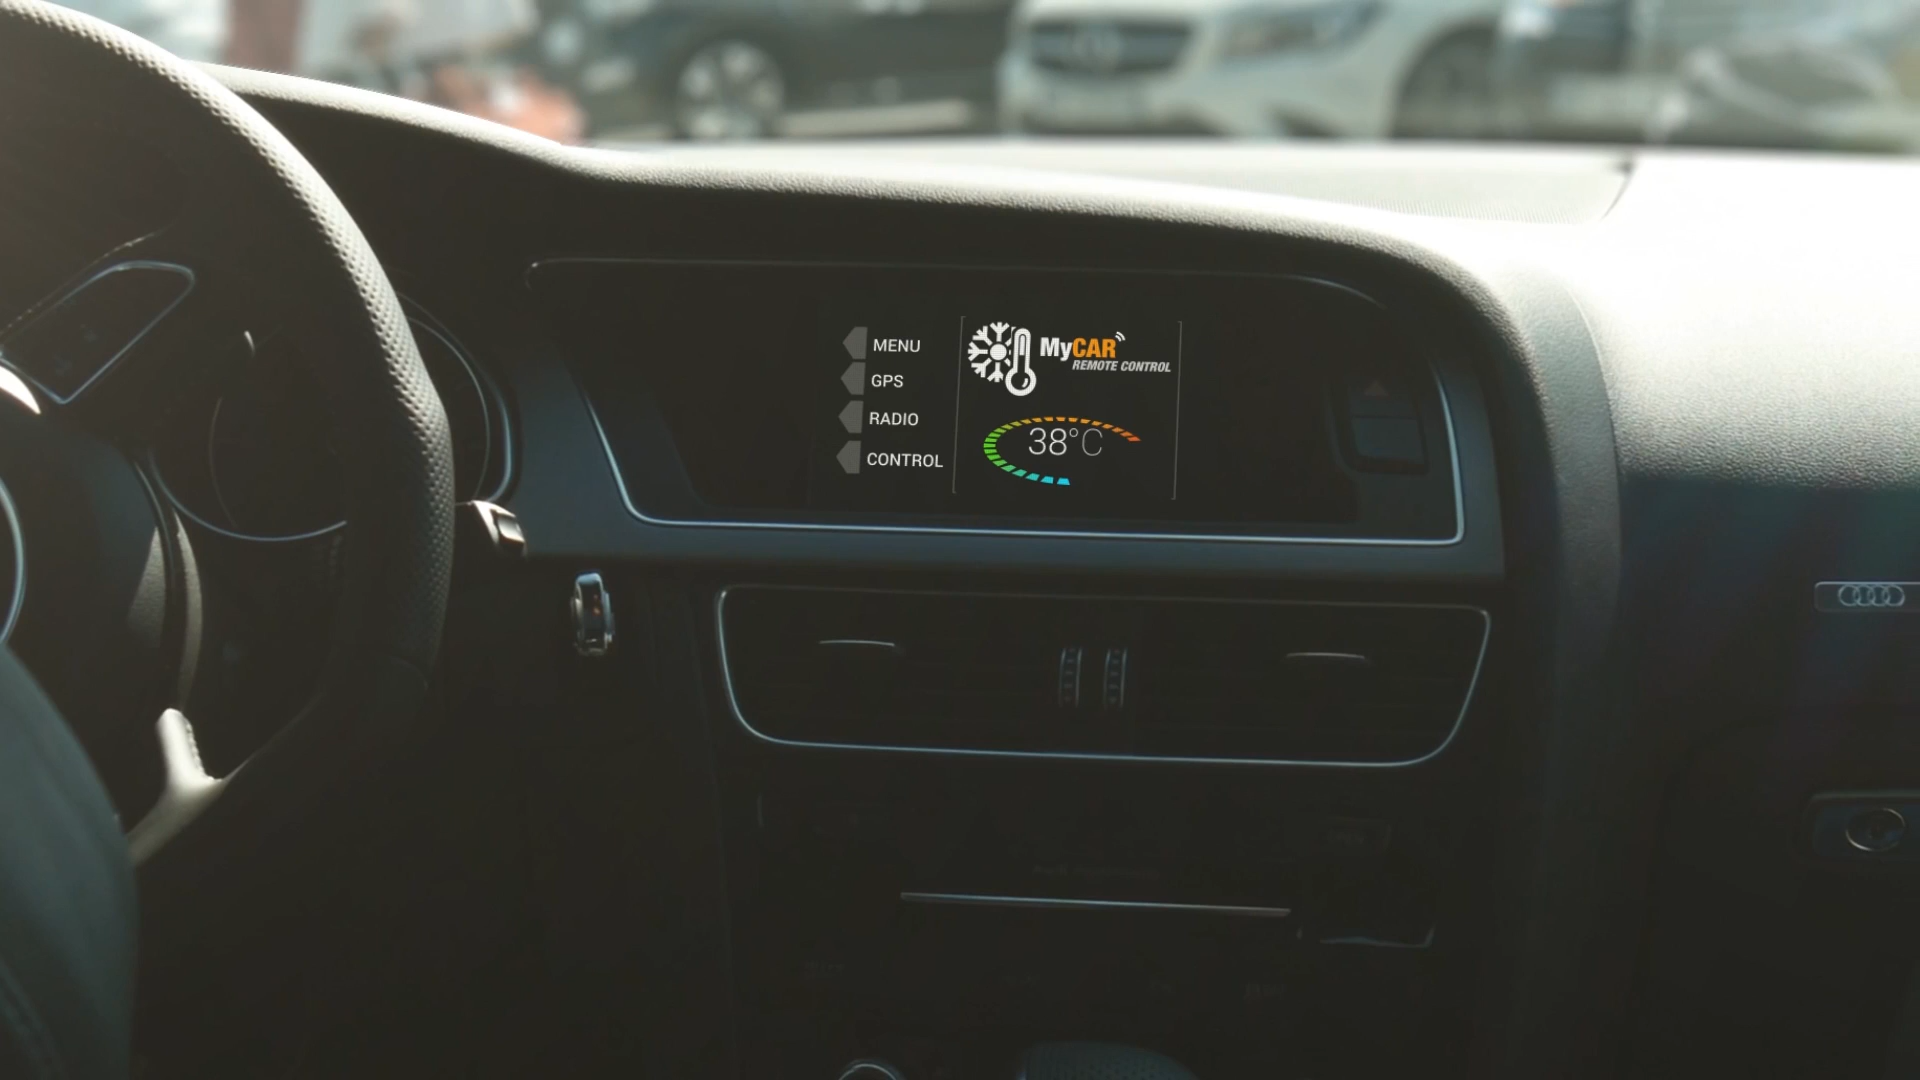 MENU
GPS
RADIO
CONTROL
MyCAR
REMOTE CONTROL
38°C